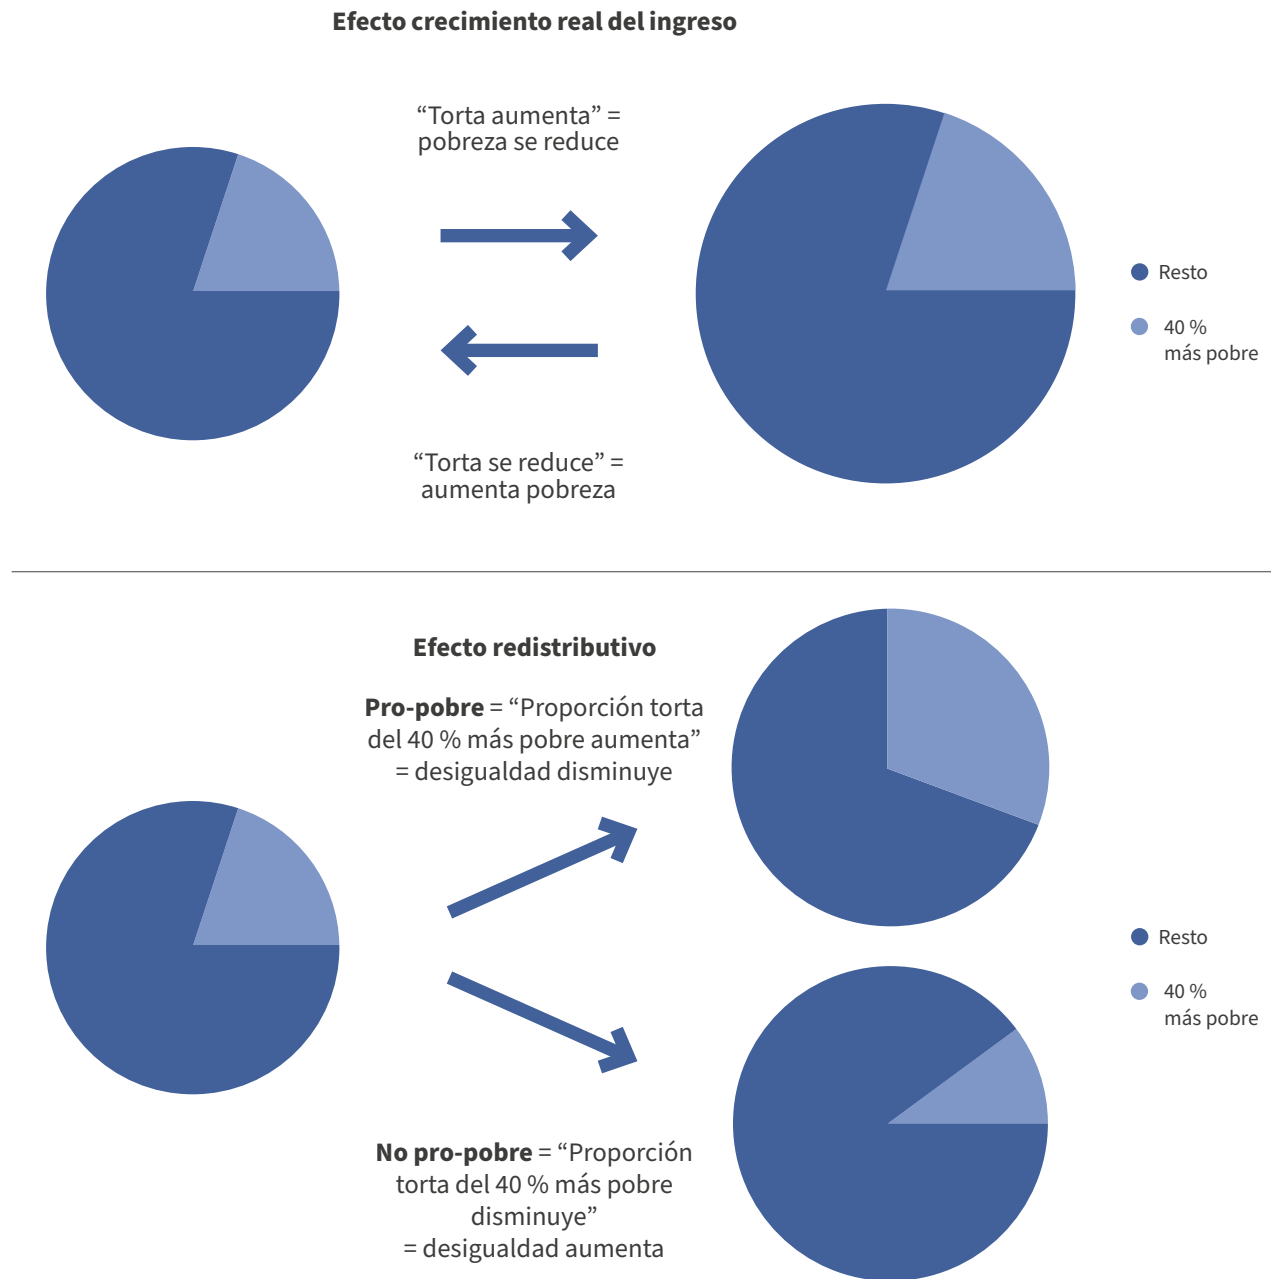 Efecto crecimiento real del ingreso
“Torta aumenta” =
pobreza se reduce
Resto
40 %
más pobre
“Torta se reduce” =
aumenta pobreza
Efecto redistributivo
Pro-pobre = “Proporción torta
del 40 % más pobre aumenta”
= desigualdad disminuye
Resto
40 %
más pobre
No pro-pobre = “Proporción
torta del 40 % más pobre
disminuye”
= desigualdad aumenta